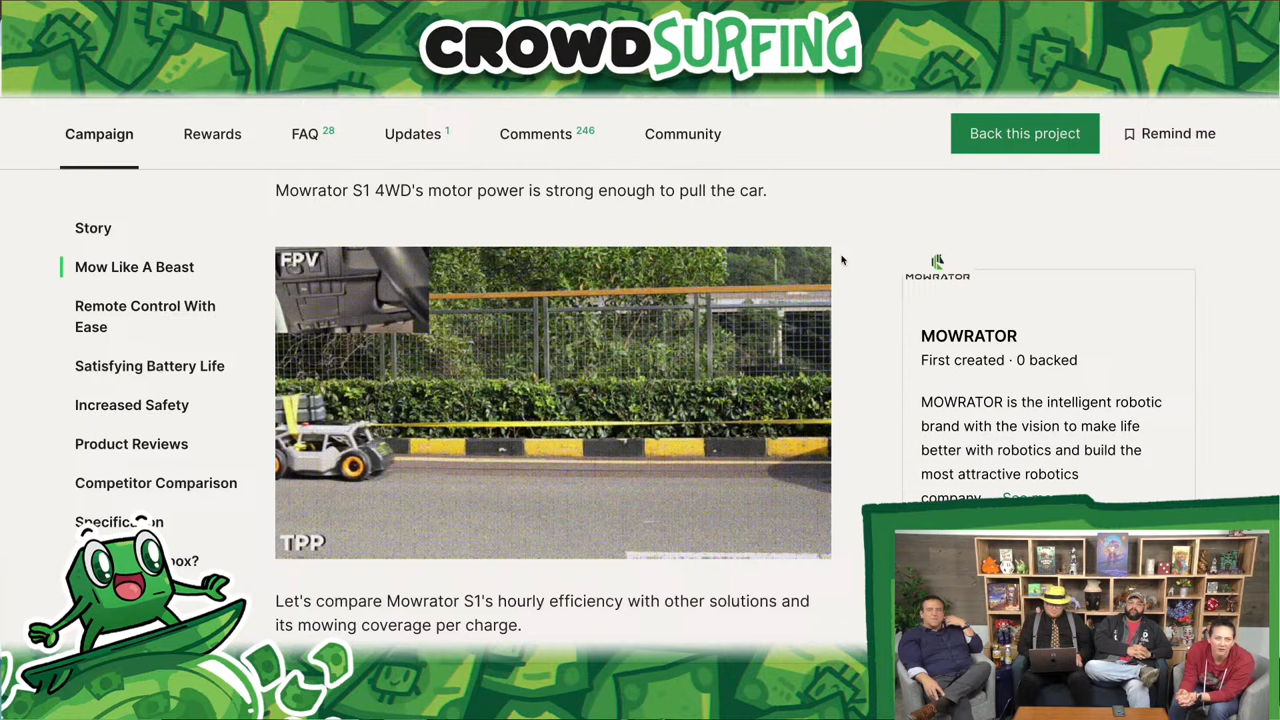 CROWDSURFING
Campaign
Rewards
FAQ 28
Updates 1
Comments 246
Community
Back this project
Remind me
Mowrator S1 4WD's motor power is strong enough to pull the car.
Story
Mow Like A Beast
Remote Control With
Ease
Satisfying Battery Life
Increased Safety
Product Reviews
Competitor Comparison
Specification
box?
FPV
TPP
MOWRATOR
MOWRATOR
First created · 0 backed
MOWRATOR is the intelligent robotic
brand with the vision to make life
better with robotics and build the
most attractive robotics
company
Let's compare Mowrator S1's hourly efficiency with other solutions and
its mowing coverage per charge.